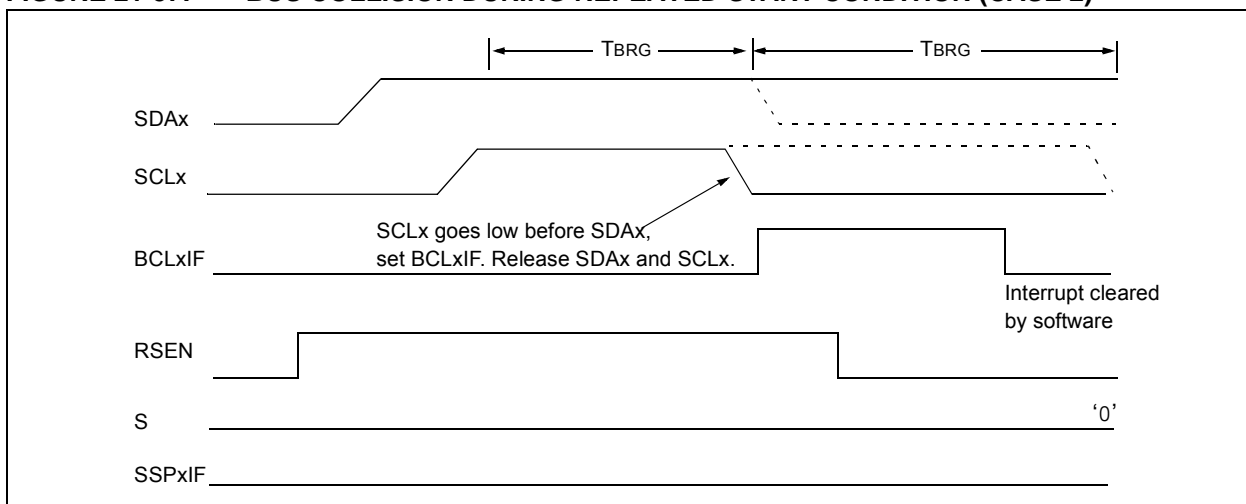 TBRG TBRG
SDAx
SCLx
SCLx goes low before SDAx,
BCLxIF set BCLxIF. Release SDAx and SCLx.
Interrupt cleared
by software
RSEN
S ‘0’
SSPxIF